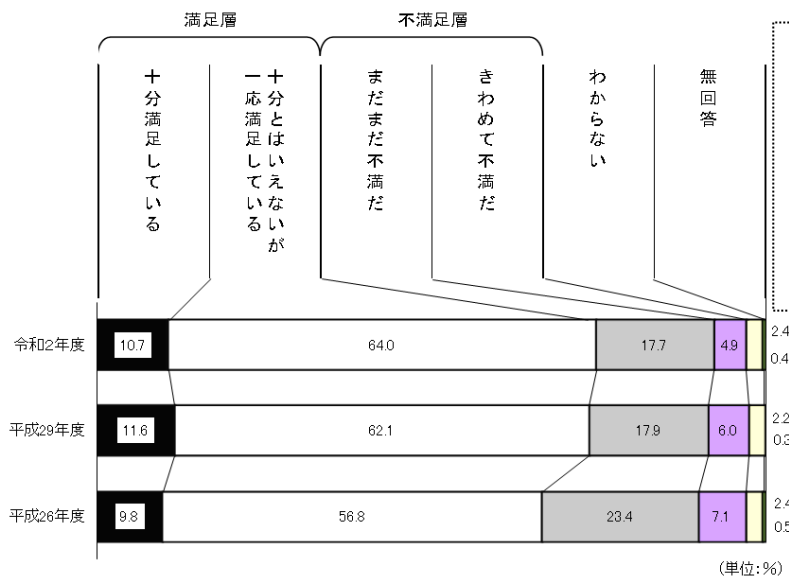 満足層
不満足層
十分満足している
十分とはいえないが
一応満足している
まだまだ不満だ
きわめて不満だ
わからない
無回答
令和2年度
10.7
64.0
17.7
4.9
2.4
0.4
平成29年度
11.6
62.1
17.9
6.0
2.2
0.3
平成26年度
9.8
56.8
23.4
7.1
2.4
0.5
(単位:%)